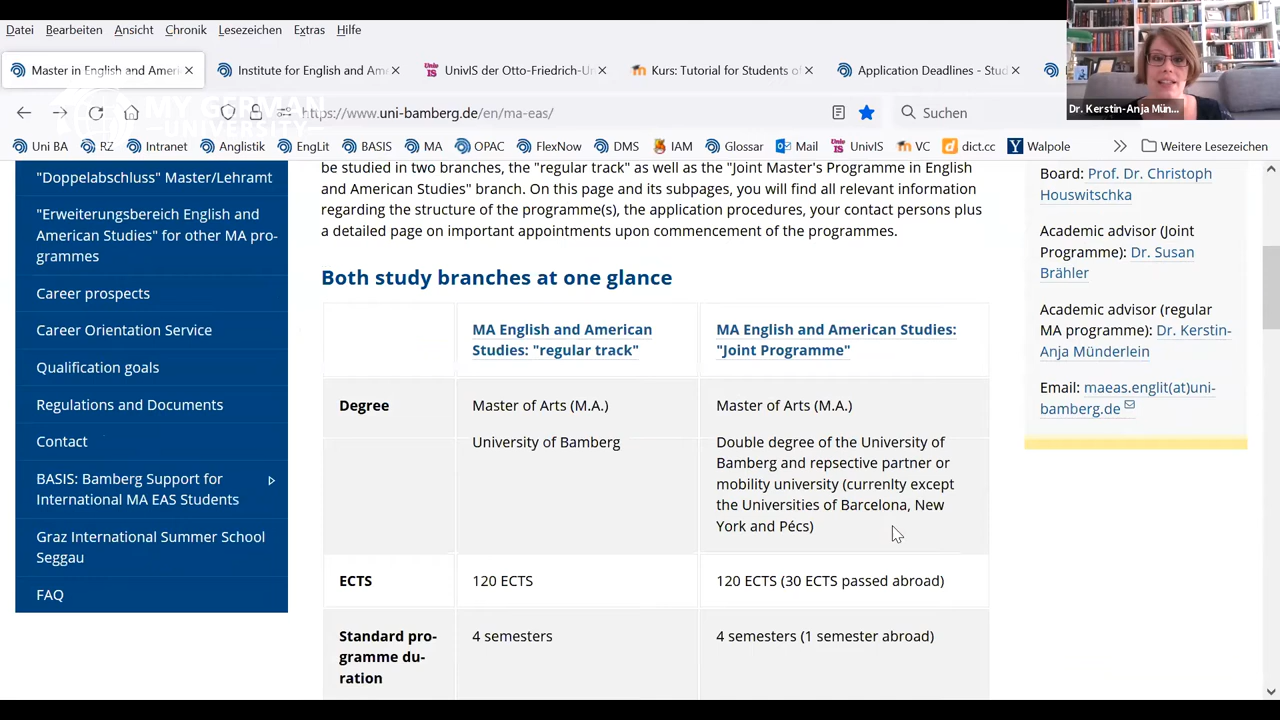 Datei Bearbeiten Ansicht Chronik Lesezeichen Extras Hilfe
Master in English and Ameri
Institute for English and Am
UnivIS der Otto-Friedrich-Un
Kurs: Tutorial for Students of
Application Deadlines - Stud
Dr. Kerstin-Anja Mün...
MY GERMAN
UNIVERSITY
https://www.uni-bamberg.de/en/ma-eas/
Suchen
Uni BA RZ Intranet Anglistik EngLit BASIS MA OPAC FlexNow DMS IAM Glossar Mail UnivIS VC dict.cc Walpole Weitere Lesezeichen
"Doppelabschluss" Master/Lehramt
"Erweiterungsbereich English and
American Studies" for other MA pro-
grammes
Career prospects
Career Orientation Service
Qualification goals
Regulations and Documents
Contact
BASIS: Bamberg Support for
International MA EAS Students
Graz International Summer School
Seggau
FAQ
be studied in two branches, the "regular track" as well as the "Joint Master's Programme in English
and American Studies" branch. On this page and its subpages, you will find all relevant information
regarding the structure of the programme(s), the application procedures, your contact persons plus
a detailed page on important appointments upon commencement of the programmes.
Both study branches at one glance
MA English and American
Studies: "regular track"
MA English and American Studies:
"Joint Programme"
Degree
Master of Arts (M.A.)
Master of Arts (M.A.)
University of Bamberg
Double degree of the University of
Bamberg and repsective partner or
mobility university (currenlty except
the Universities of Barcelona, New
York and Pécs)
ECTS
120 ECTS
120 ECTS (30 ECTS passed abroad)
Standard pro-
gramme du-
ration
4 semesters
4 semesters (1 semester abroad)
Board: Prof. Dr. Christoph
Houswitschka
Academic advisor (Joint
Programme): Dr. Susan
Brähler
Academic advisor (regular
MA programme): Dr. Kerstin-
Anja Münderlein
Email: maeas.englit(at)uni-
bamberg.de